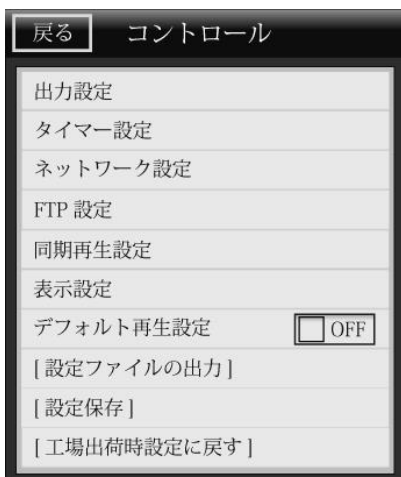 戻る コントロール
出力設定
タイマー設定
ネットワーク設定
FTP 設定
同期再生設定
表示設定
デフォルト再生設定 OFF
[ 設定ファイルの出力 ]
[ 設定保存 ]
[ 工場出荷時設定に戻す ]